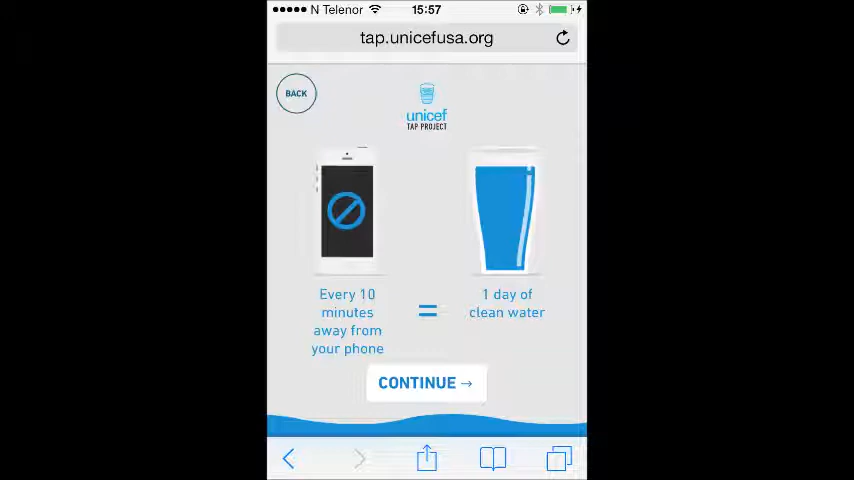 N Telenor 15:57
tap.unicefusa.org
BACK
unicef
TAP PROJECT
Every 10
minutes
away from
your phone
=
1 day of
clean water
CONTINUE →